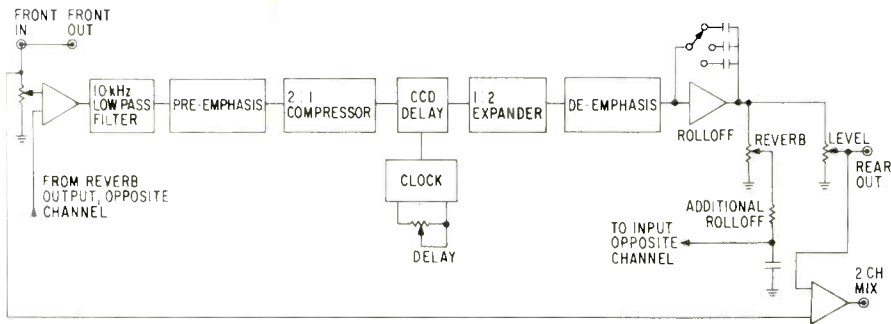 FRONT IN
FRONT OUT
10 kHz
LOW PASS
FILTER
PRE-EMPHASIS
2:1
COMPRESSOR
CCD
DELAY
1:2
EXPANDER
DE-EMPHASIS
ROLLOFF
REVERB
LEVEL
REAR
OUT
FROM REVERB
OUTPUT, OPPOSITE
CHANNEL
CLOCK
DELAY
ADDITIONAL
ROLLOFF
TO INPUT
OPPOSITE
CHANNEL
2 CH
MIX